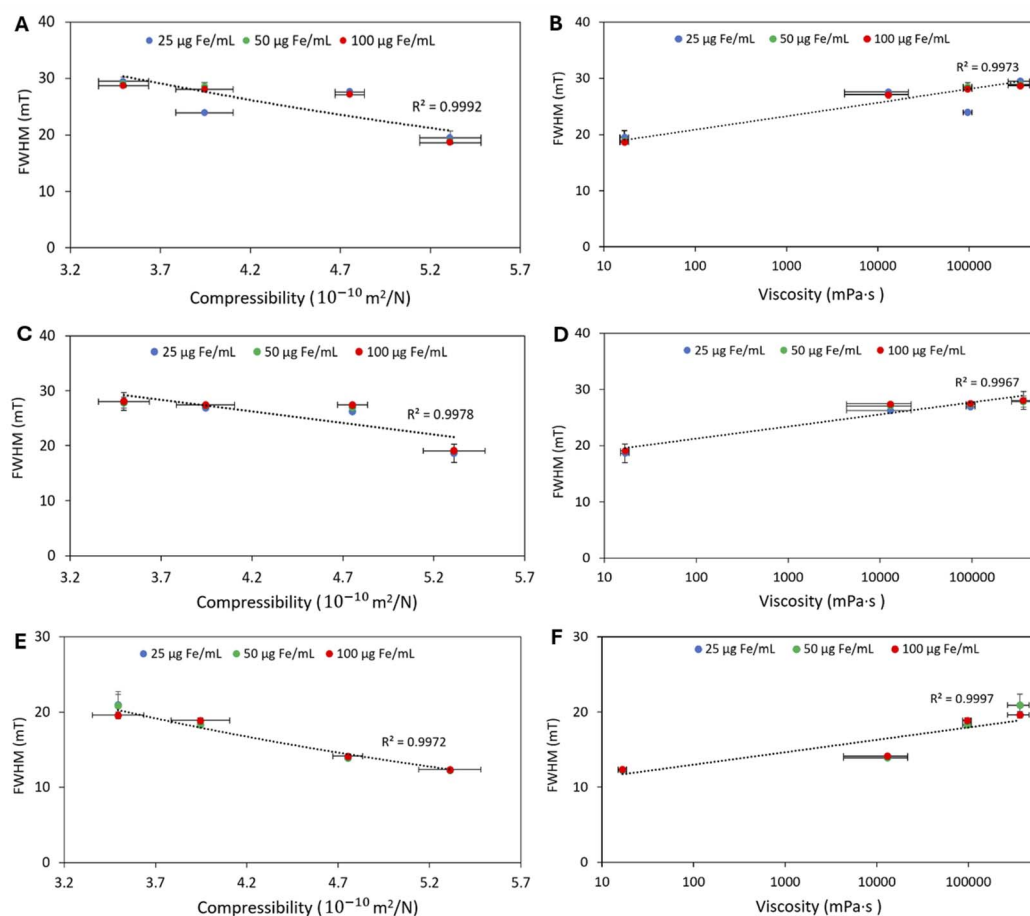 A
25 µg Fe/mL 50 µg Fe/mL 100 µg Fe/mL
40
30
20
10
0
FWHM (mT)
R² = 0.9992
3.2 3.7 4.2 4.7 5.2 5.7
Compressibility (10⁻¹⁰ m²/N)
B
25 µg Fe/mL 50 µg Fe/mL 100 µg Fe/mL
40
30
20
10
0
FWHM (mT)
R² = 0.9973
10 100 1000 10000 100000
Viscosity (mPa·s )
C
25 µg Fe/mL 50 µg Fe/mL 100 µg Fe/mL
40
30
20
10
0
FWHM (mT)
R² = 0.9978
3.2 3.7 4.2 4.7 5.2 5.7
Compressibility (10⁻¹⁰ m²/N)
D
25 µg Fe/mL 50 µg Fe/mL 100 µg Fe/mL
40
30
20
10
0
FWHM (mT)
R² = 0.9967
10 100 1000 10000 100000
Viscosity (mPa·s )
E
25 µg Fe/mL 50 µg Fe/mL 100 µg Fe/mL
30
20
10
0
FWHM (mT)
R² = 0.9972
3.2 3.7 4.2 4.7 5.2 5.7
Compressibility (10⁻¹⁰ m²/N)
F
25 µg Fe/mL 50 µg Fe/mL 100 µg Fe/mL
30
20
10
0
FWHM (mT)
R² = 0.9997
10 100 1000 10000 100000
Viscosity (mPa·s )